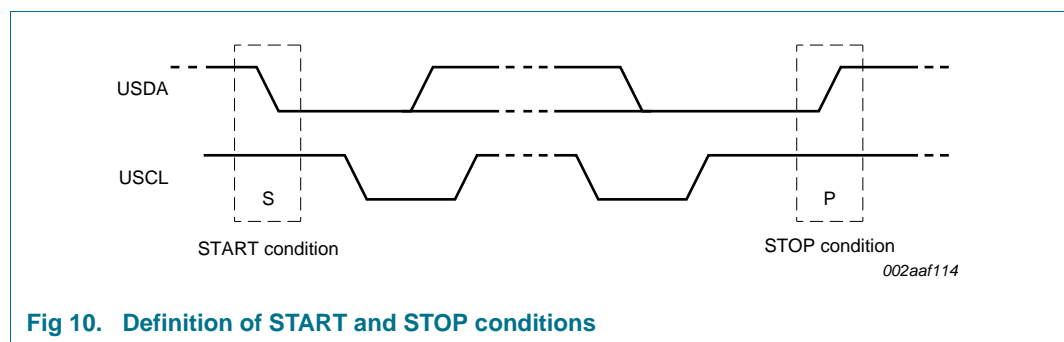 USDA
USCL
S
P
START condition
STOP condition
002aaf114
Fig 10. Definition of START and STOP conditions